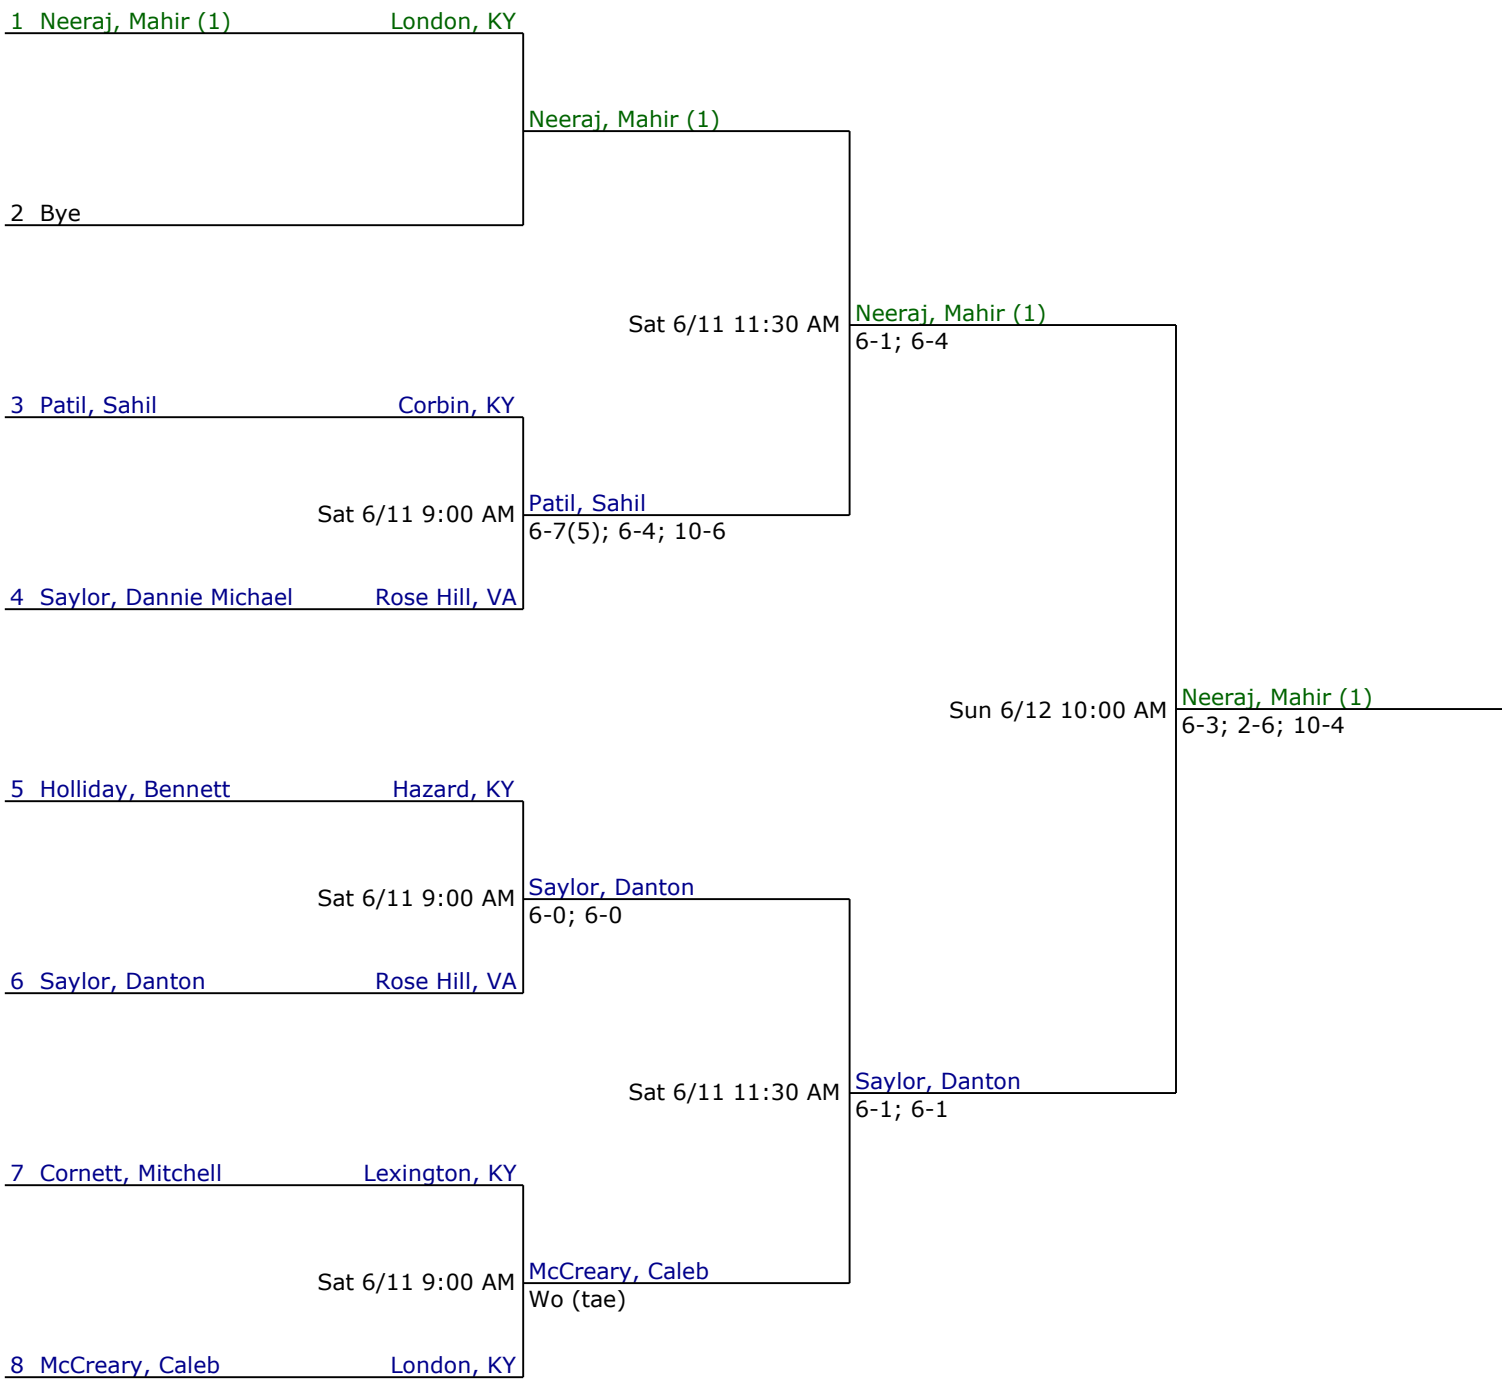 1 Neeraj, Mahir (1) London, KY
Neeraj, Mahir (1)
2 Bye
Sat 6/11 11:30 AM
Neeraj, Mahir (1)
6-1; 6-4
3 Patil, Sahil Corbin, KY
Sat 6/11 9:00 AM
Patil, Sahil
6-7(5); 6-4; 10-6
4 Saylor, Dannie Michael Rose Hill, VA
Sun 6/12 10:00 AM
Neeraj, Mahir (1)
6-3; 2-6; 10-4
5 Holliday, Bennett Hazard, KY
Sat 6/11 9:00 AM
Saylor, Danton
6-0; 6-0
6 Saylor, Danton Rose Hill, VA
Sat 6/11 11:30 AM
Saylor, Danton
6-1; 6-1
7 Cornett, Mitchell Lexington, KY
Sat 6/11 9:00 AM
McCreary, Caleb
Wo (tae)
8 McCreary, Caleb London, KY